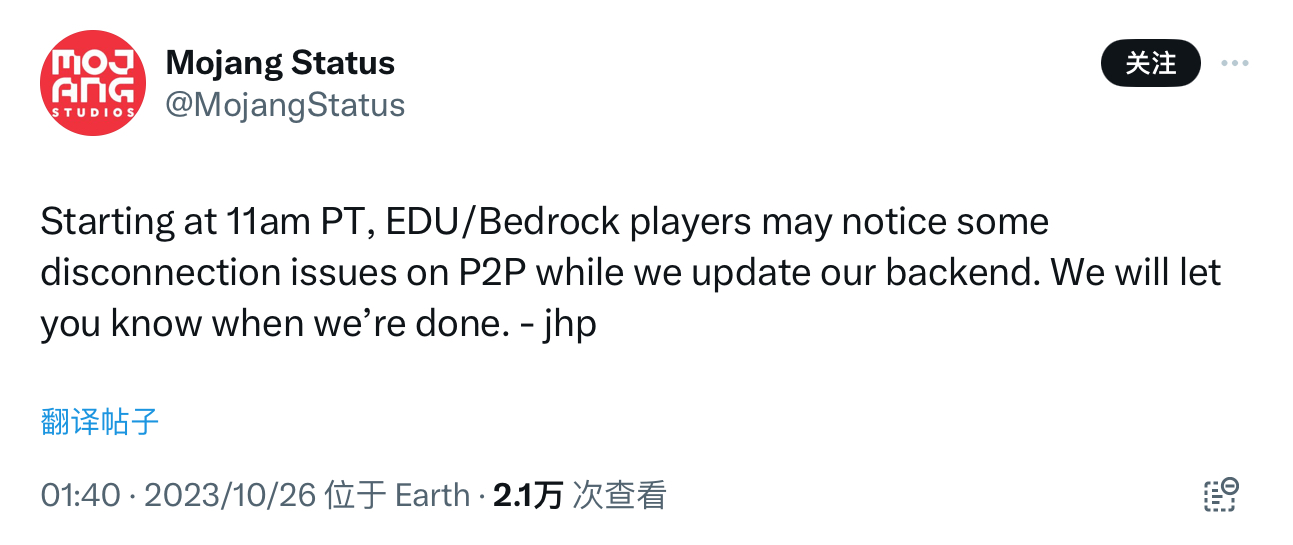 MOJ
ANG
STUDIOS
Mojang Status
@MojangStatus
关注
Starting at 11am PT, EDU/Bedrock players may notice some
disconnection issues on P2P while we update our backend. We will let
you know when we’re done. - jhp
翻译帖子
01:40 · 2023/10/26 位于 Earth · 2.1万 次查看